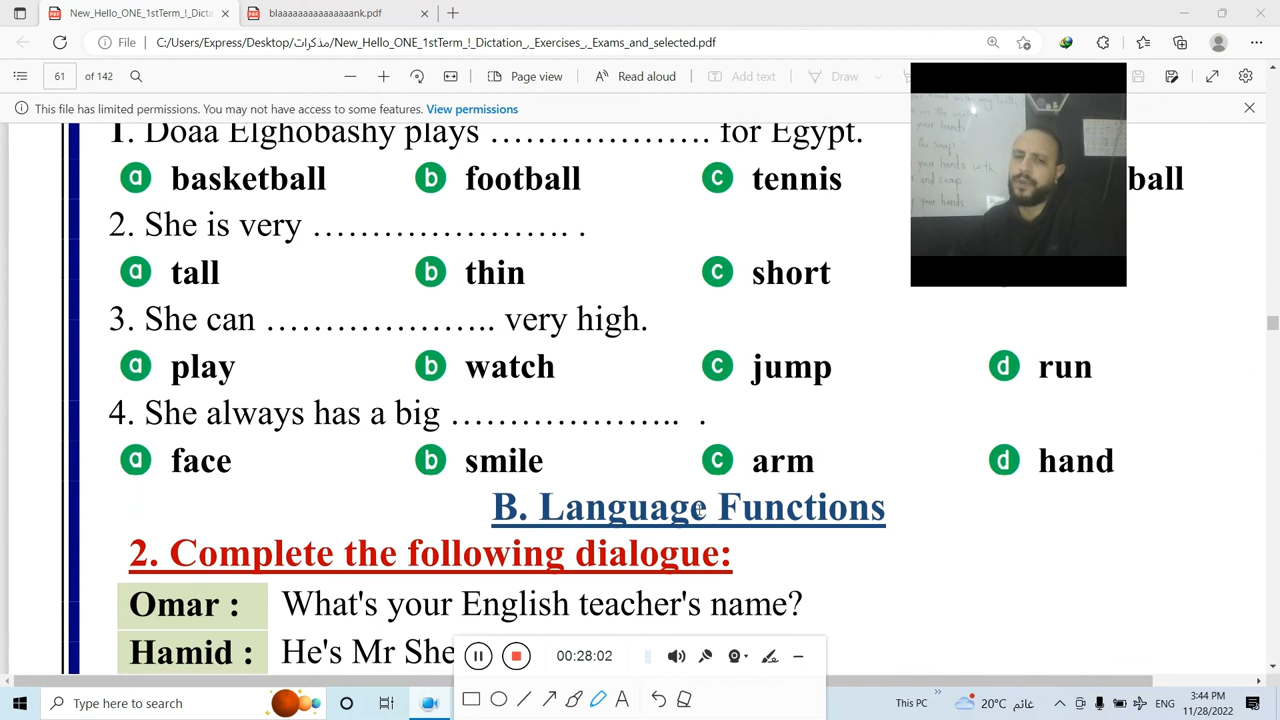 New_Hello_ONE_1stTerm_!_Dictat
blaaaaaaaaaaaaaaaank.pdf
File
C:/Users/Express/Desktop/مذكرات/New_Hello_ONE_1stTerm_!_Dictation_,_Exercises_,_Exams_and_selected.pdf
61 of 142
Page view
Read aloud
Add text
Draw
This file has limited permissions. You may not have access to some features. View permissions
1. Doaa Elghobashy plays ………………… for Egypt.
a basketball b football c tennis ball
2. She is very …………………… .
a tall b thin c short
3. She can ……………….. very high.
a play b watch c jump d run
4. She always has a big ……………….. .
a face b smile c arm d hand
B. Language Functions
2. Complete the following dialogue:
Omar : What's your English teacher's name?
Hamid : He's Mr She
00:28:02
A
Type here to search
This PC
20°C غائم
ENG
3:44 PM
11/28/2022